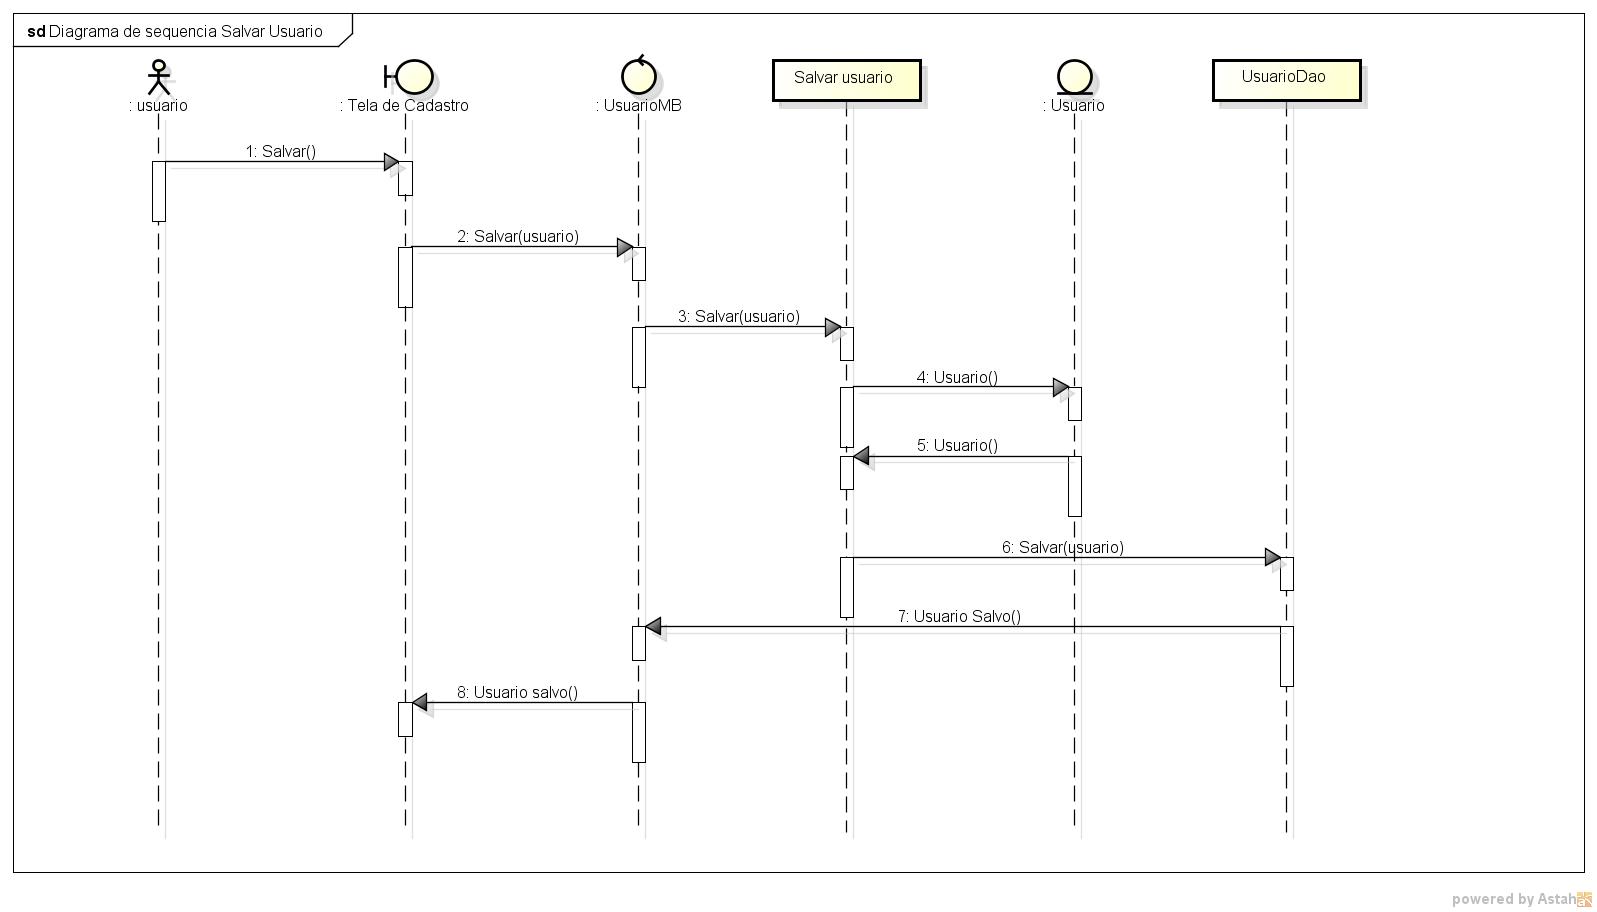 sd Diagrama de sequencia Salvar Usuario
: usuario
: Tela de Cadastro
: UsuarioMB
Salvar usuario
: Usuario
UsuarioDao
1: Salvar()
2: Salvar(usuario)
3: Salvar(usuario)
4: Usuario()
5: Usuario()
6: Salvar(usuario)
7: Usuario Salvo()
8: Usuario salvo()
powered by Astah